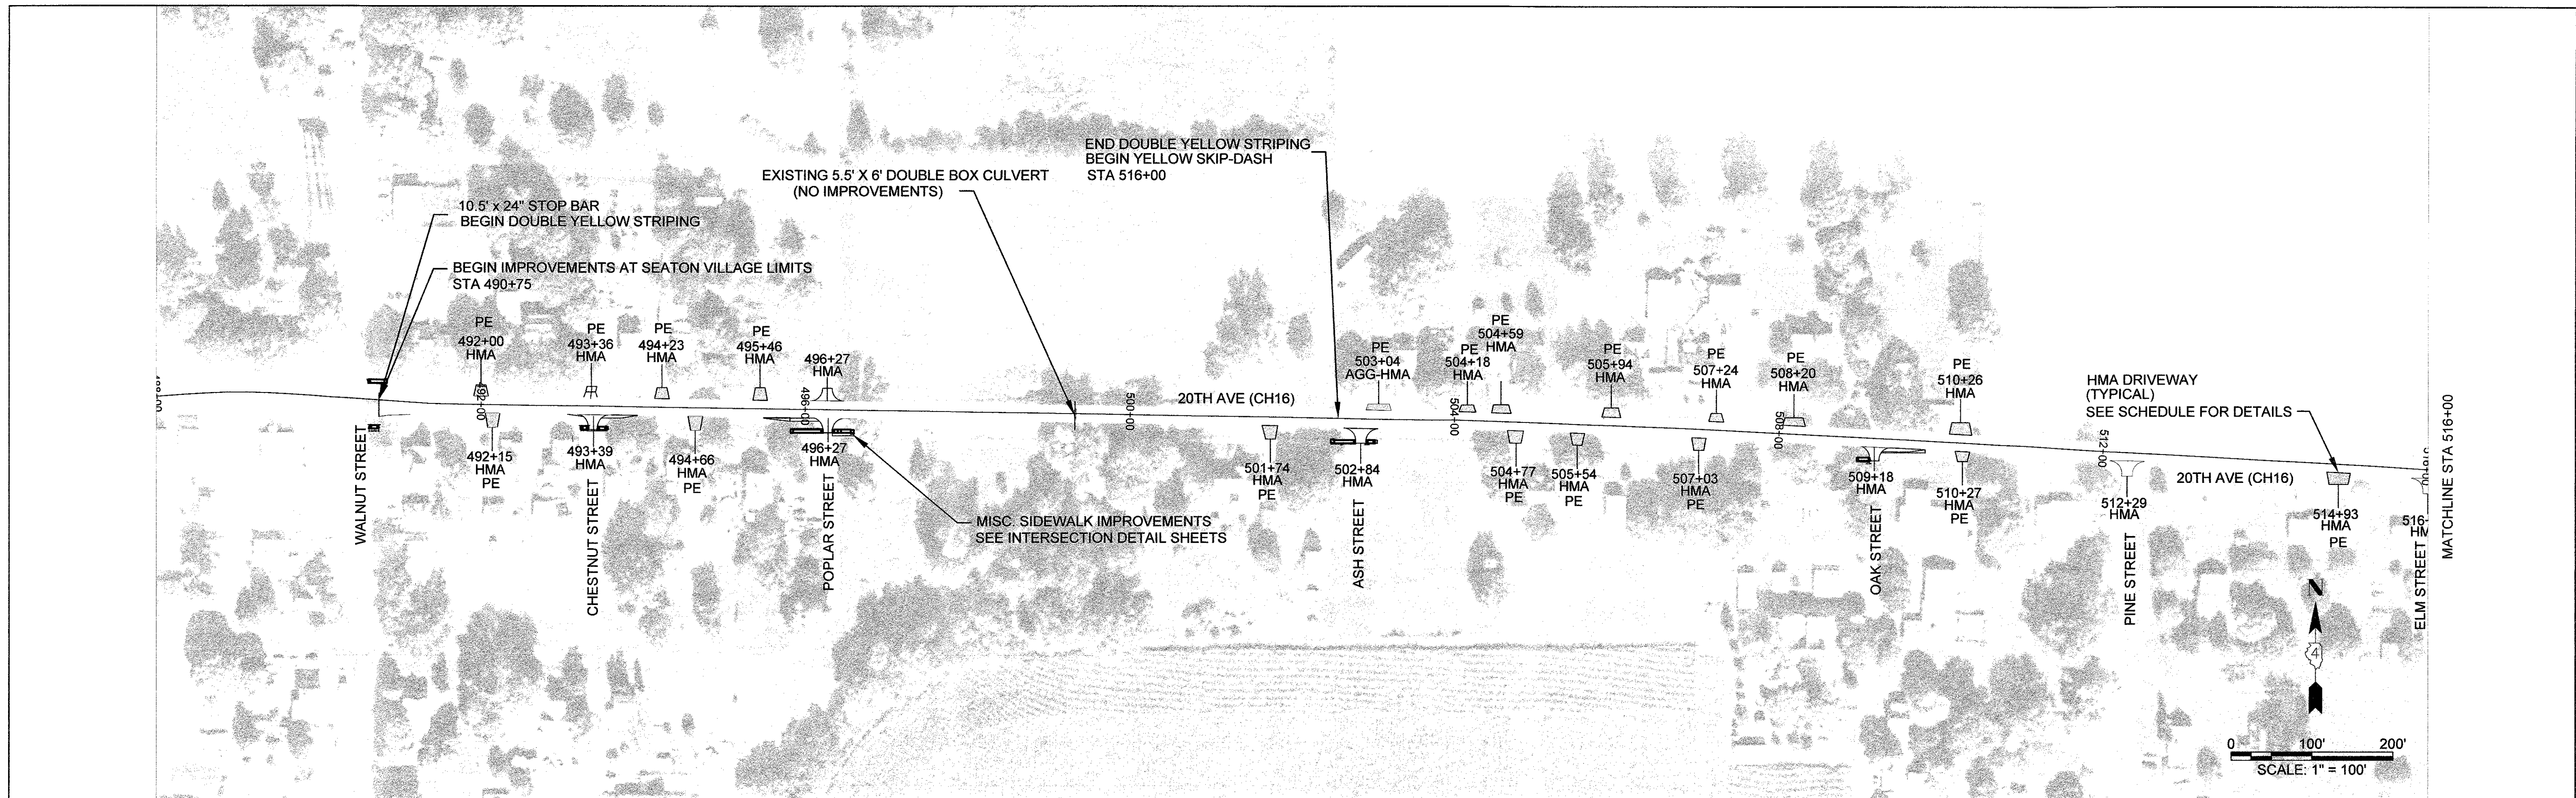 END DOUBLE YELLOW STRIPING
BEGIN YELLOW SKIP-DASH
STA 516+00
EXISTING 5.5' X 6' DOUBLE BOX CULVERT
(NO IMPROVEMENTS)
10.5' x 24" STOP BAR
BEGIN DOUBLE YELLOW STRIPING
BEGIN IMPROVEMENTS AT SEATON VILLAGE LIMITS
STA 490+75
PE
492+00
HMA
PE
493+36
HMA
PE
494+23
HMA
PE
495+46
HMA
496+27
HMA
PE
503+04
AGG-HMA
PE
504+18
HMA
PE
504+59
HMA
PE
505+94
HMA
PE
507+24
HMA
PE
508+20
HMA
PE
510+26
HMA
HMA DRIVEWAY
(TYPICAL)
SEE SCHEDULE FOR DETAILS
492+00
496+00
500+00
20TH AVE (CH16)
504+00
508+00
512+00
20TH AVE (CH16)
MATCHLINE STA 516+00
WALNUT STREET
492+15
HMA
PE
493+39
HMA
CHESTNUT STREET
494+66
HMA
PE
496+27
HMA
POPLAR STREET
MISC. SIDEWALK IMPROVEMENTS
SEE INTERSECTION DETAIL SHEETS
501+74
HMA
PE
502+84
HMA
ASH STREET
504+77
HMA
PE
505+54
HMA
PE
507+03
HMA
PE
509+18
HMA
OAK STREET
510+27
HMA
PE
512+29
HMA
PINE STREET
514+93
HMA
PE
516+
HM
ELM STREET
N
4
0 100' 200'
SCALE: 1" = 100'